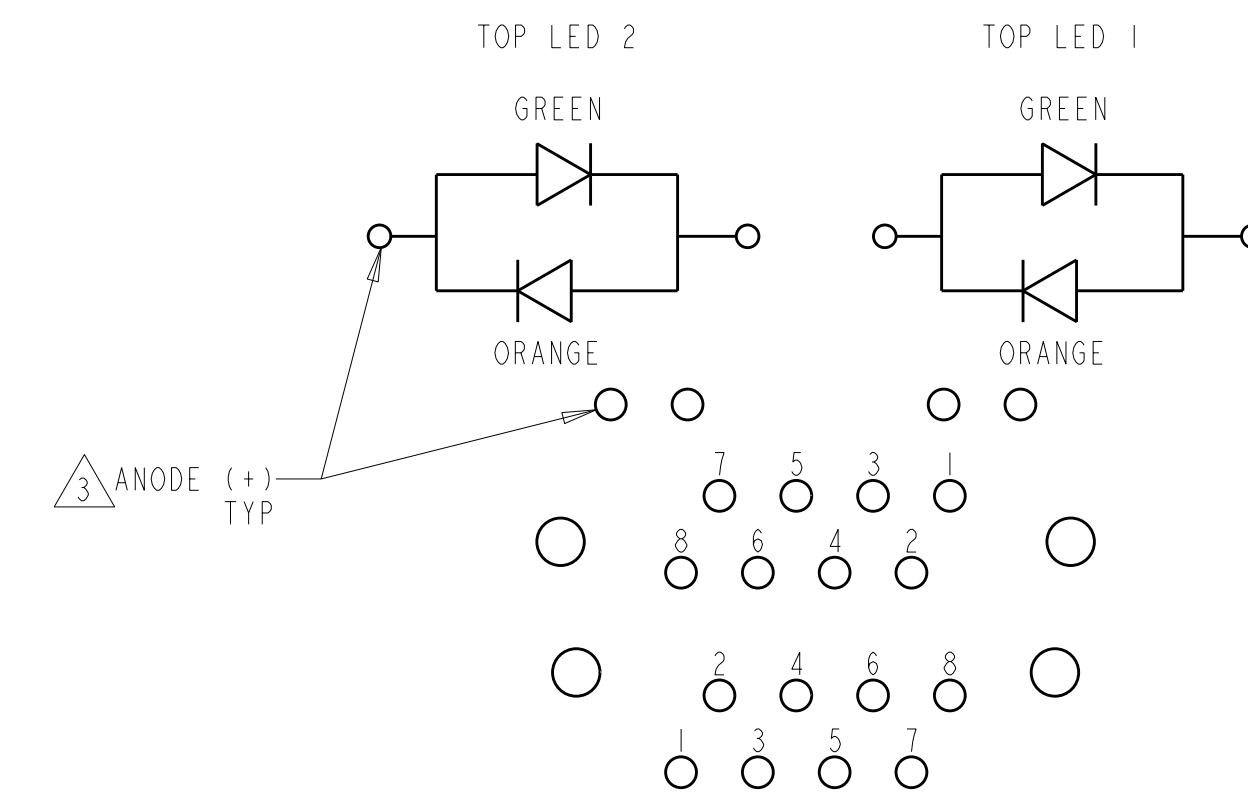 TOP LED 2
TOP LED 1
GREEN
GREEN
ORANGE
ORANGE
3
ANODE (+)
TYP
7 5 3 1
8 6 4 2
2 4 6 8
1 3 5 7